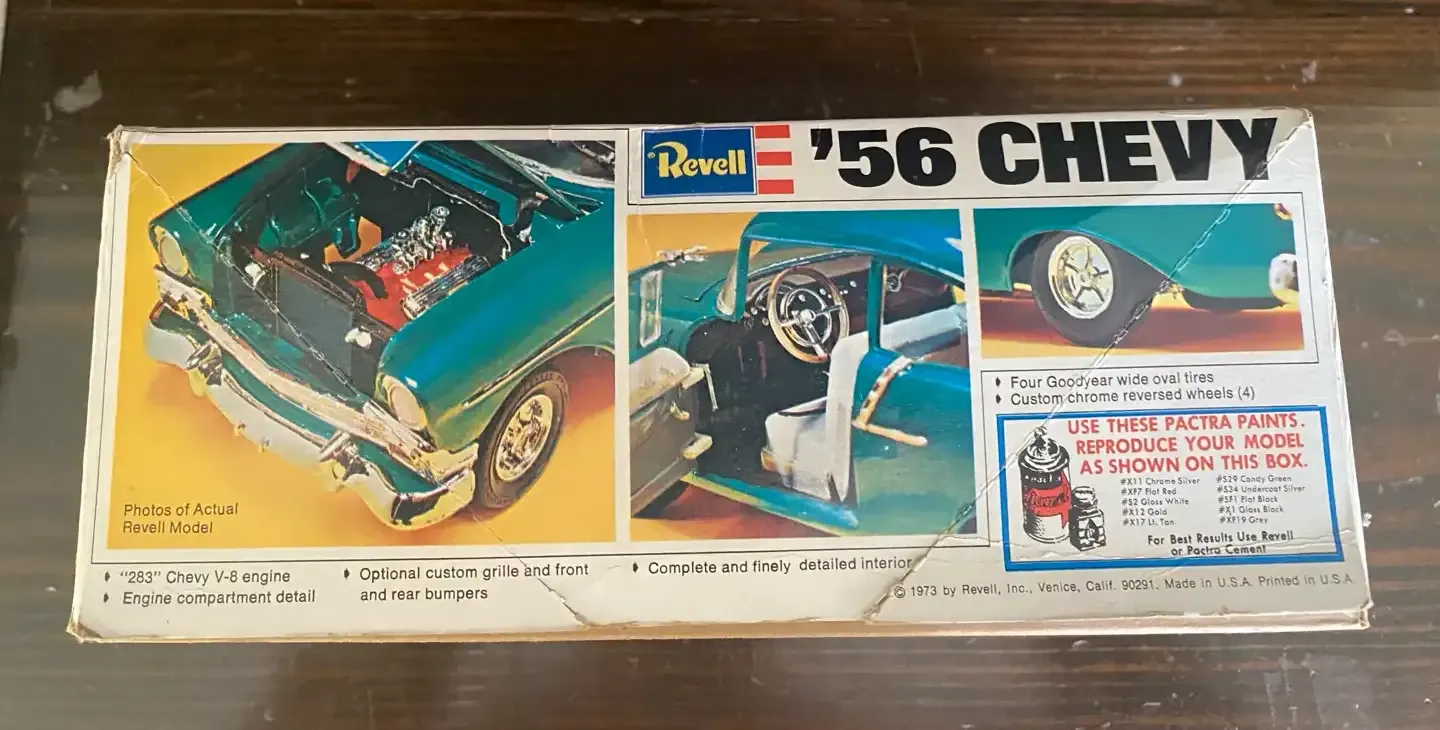 Revell
'56 CHEVY
Photos of Actual
Revell Model
"283" Chevy V-8 engine
Engine compartment detail
Optional custom grille and front
and rear bumpers
Complete and finely detailed interior
Four Goodyear wide oval tires
Custom chrome reversed wheels (4)
USE THESE PACTRA PAINTS.
REPRODUCE YOUR MODEL
AS SHOWN ON THIS BOX.
#X11 Chrome Silver
#XF7 Flat Red
#S2 Gloss White
#X12 Gold
#X17 Lt. Tan
#S29 Candy Green
#S34 Undercoat Silver
#SF1 Flat Black
#X1 Gloss Black
#XF19 Grey
For Best Results Use Revell
or Pactra Cement
© 1973 by Revell, Inc., Venice, Calif. 90291. Made in U.S.A. Printed in U.S.A.